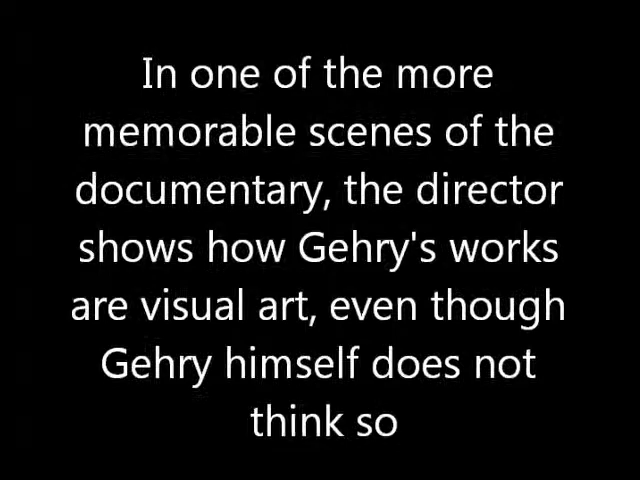 In one of the more
memorable scenes of the
documentary, the director
shows how Gehry's works
are visual art, even though
Gehry himself does not
think so